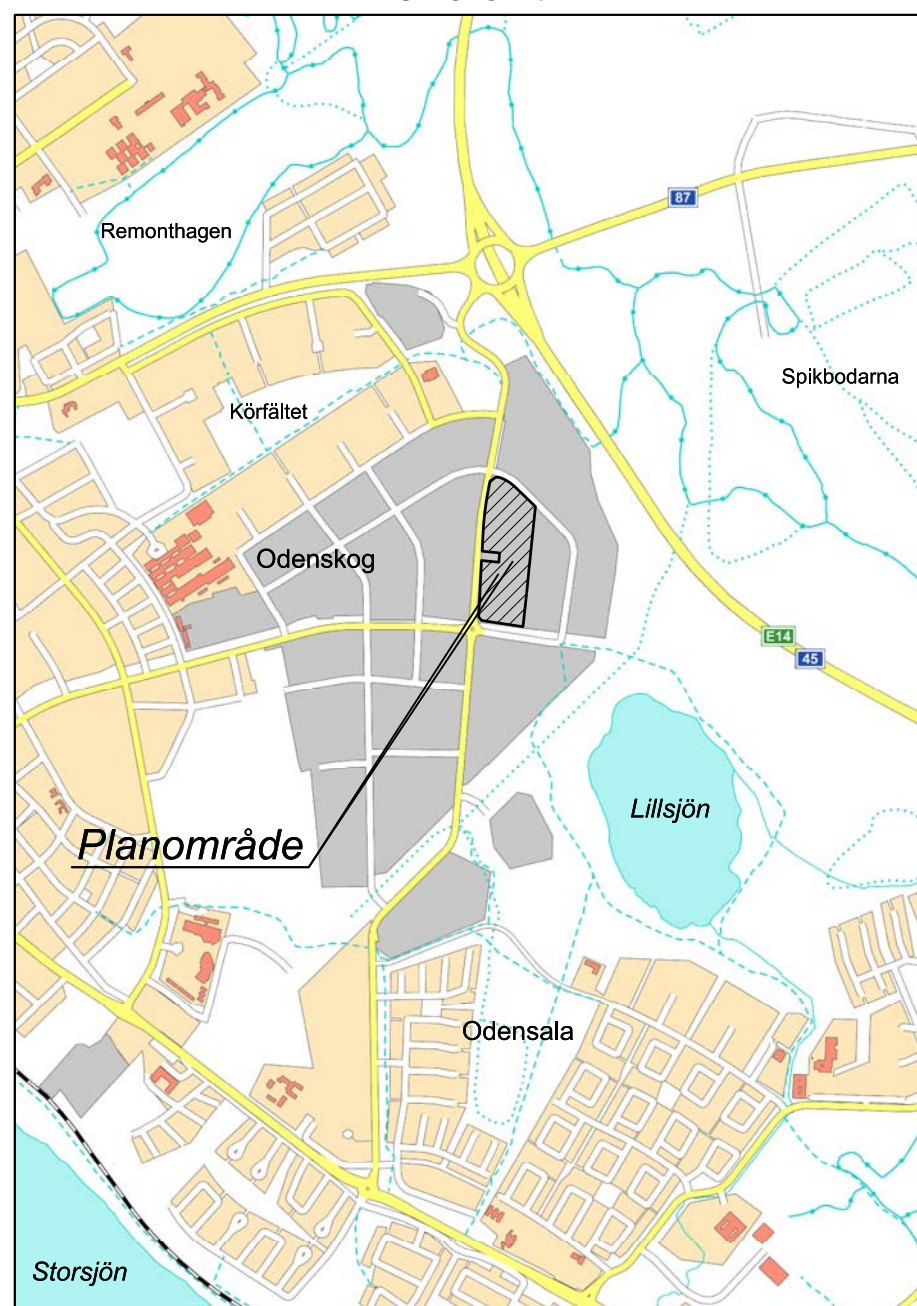 87
Remonthagen
Spikbodarna
Körfältet
Odenskog
E14
45
Lillsjön
Planområde
Odensala
Storsjön